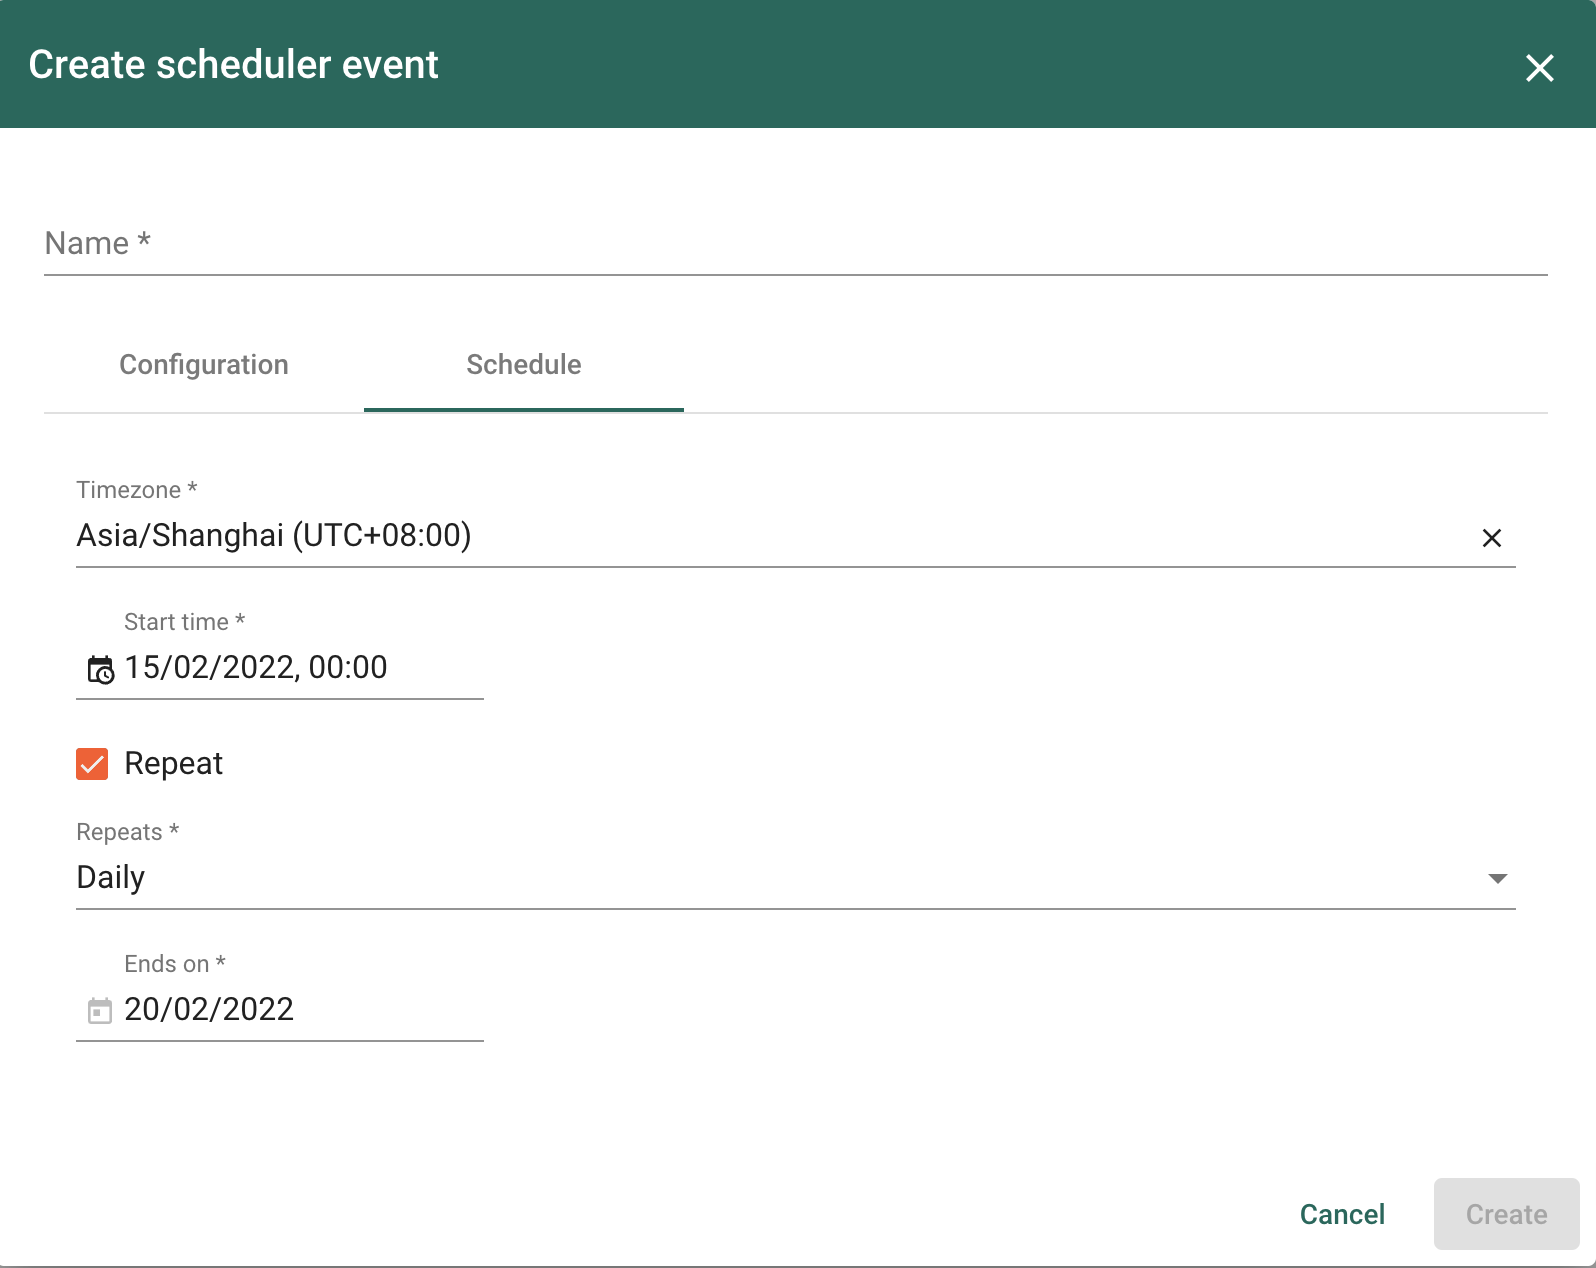 Create scheduler event
Name *
Configuration Schedule
Timezone *
Asia/Shanghai (UTC+08:00)
Start time *
15/02/2022, 00:00
Repeat
Repeats *
Daily
Ends on *
20/02/2022
Cancel Create